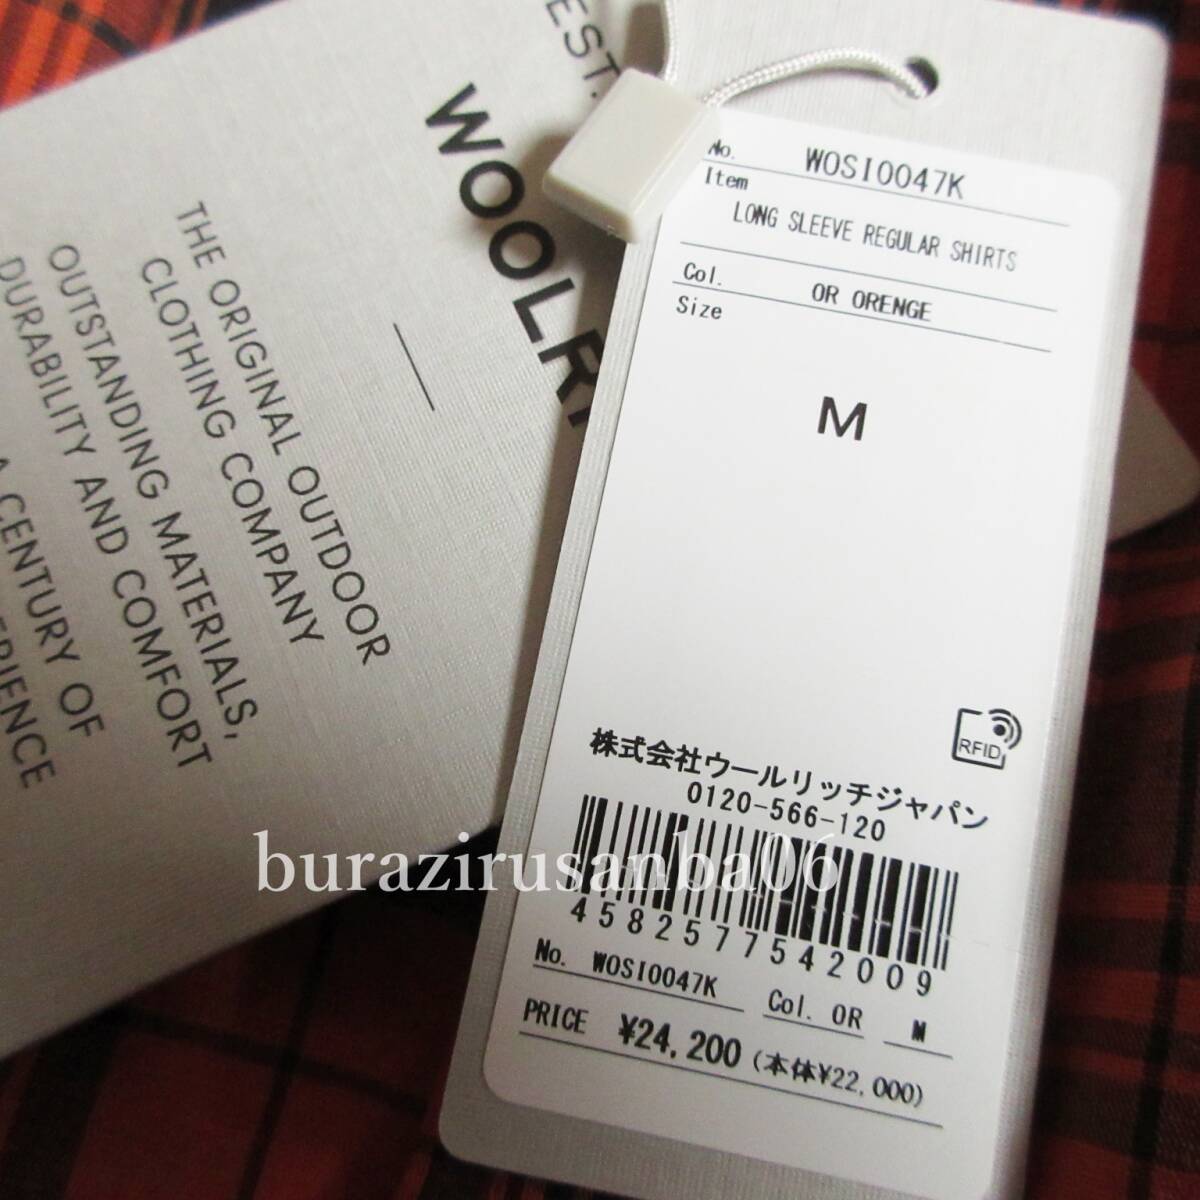 EST.
WOOLR
THE ORIGINAL OUTDOOR
CLOTHING COMPANY
OUTSTANDING MATERIALS,
DURABILITY AND COMFORT
A CENTURY OF
No. WOSI0047K
Item
LONG SLEEVE REGULAR SHIRTS
Col. OR ORENGE
Size
M
RFID
株式会社ウールリッチジャパン
0120-566-120
burazirusanba06
4582577542009
No. WOSI0047K Col. OR M
PRICE ¥24,200 (本体¥22,000)